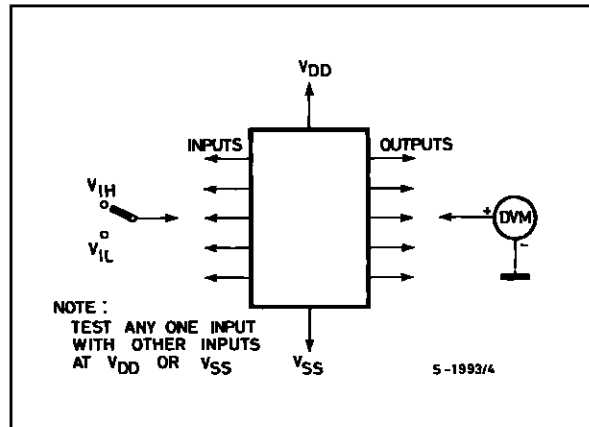 VDD
INPUTS
OUTPUTS
VIH
VIL
+
DVM
-
NOTE :
TEST ANY ONE INPUT
WITH OTHER INPUTS
AT VDD OR VSS
VSS
S-1993/4